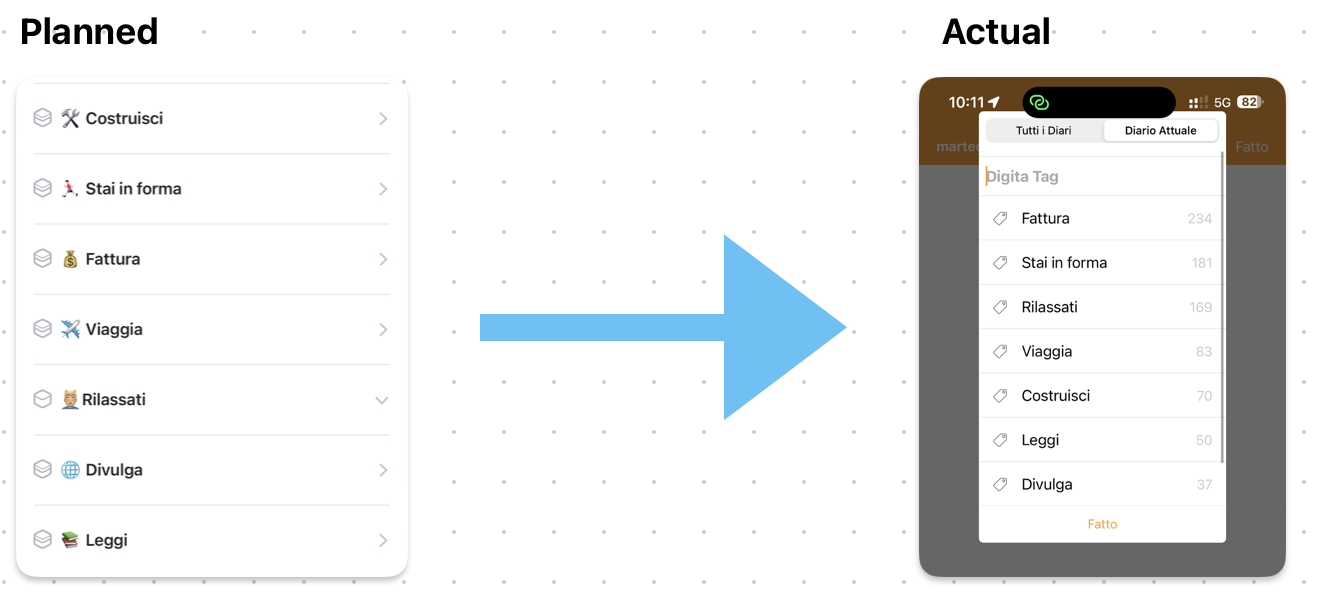 Planned
Actual
🛠️ Costruisci
🏃🏻‍♀️ Stai in forma
💰 Fattura
✈️ Viaggia
💆🏼 Rilassati
🌐 Divulga
📚 Leggi
10:11
5G 82
Tutti i Diari
Diario Attuale
marted
Fatto
Digita Tag
Fattura 234
Stai in forma 181
Rilassati 169
Viaggia 83
Costruisci 70
Leggi 50
Divulga 37
Fatto